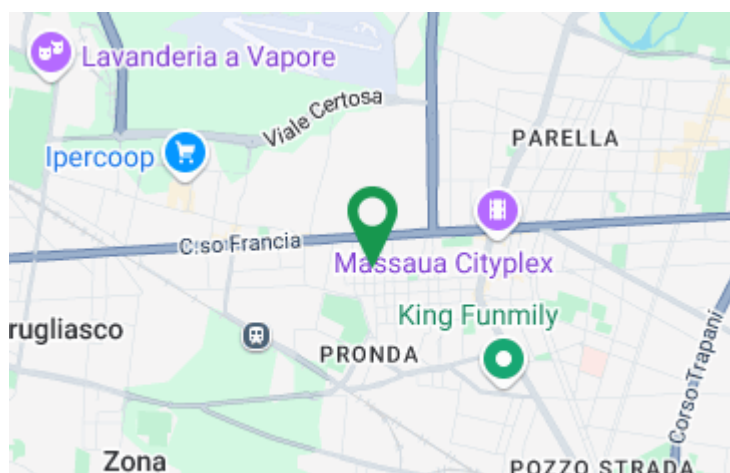 Lavanderia a Vapore
Viale Certosa
PARELLA
Ipercoop
C.so Francia
Massaua Cityplex
King Funmily
rugliasco
PRONDA
Corso Trapani
Zona
POZZO STRADA